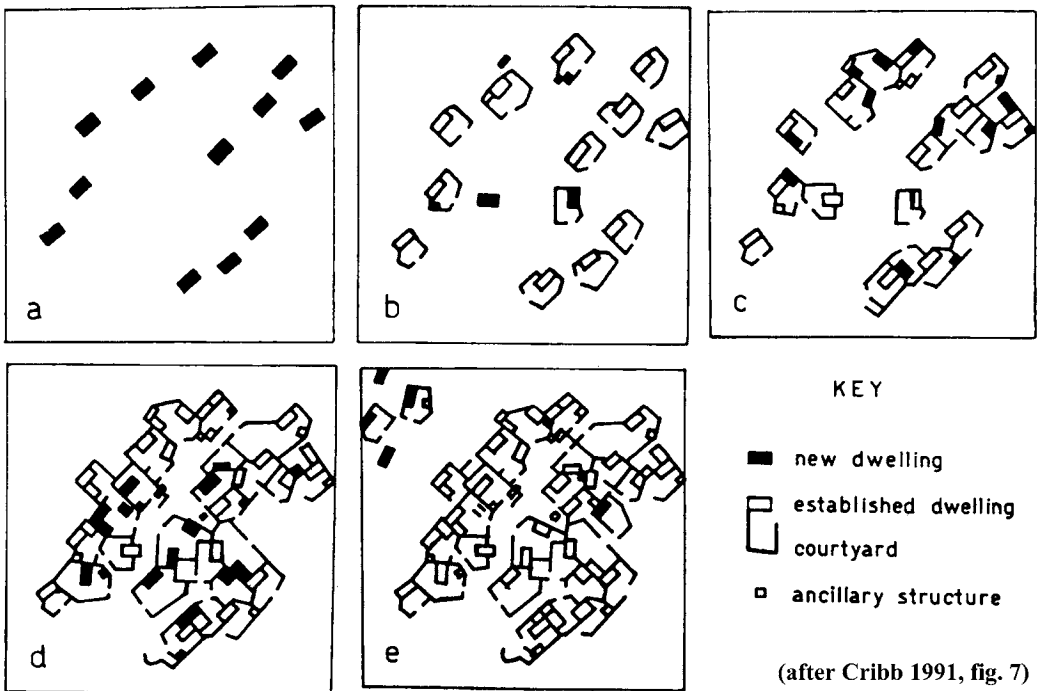 a
b
c
d
e
KEY
new dwelling
established dwelling
courtyard
ancillary structure
(after Cribb 1991, fig. 7)